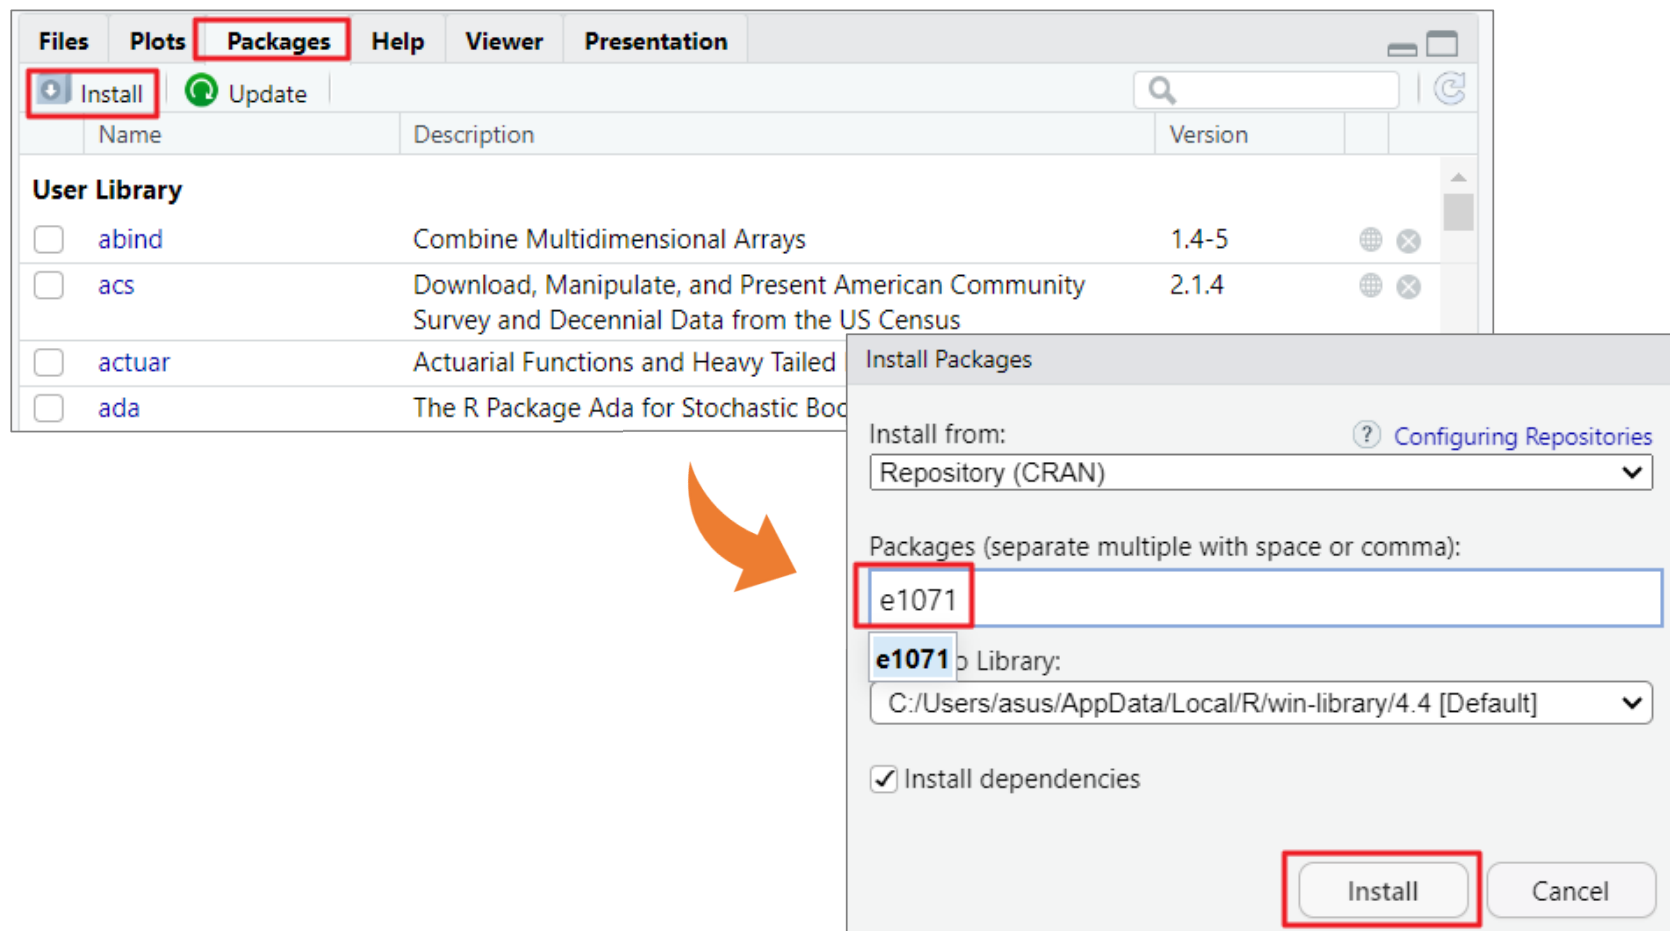 Files Plots Packages Help Viewer Presentation
Install Update
Name Description Version
User Library
abind Combine Multidimensional Arrays 1.4-5
acs Download, Manipulate, and Present American Community 2.1.4
Survey and Decennial Data from the US Census
actuar Actuarial Functions and Heavy Tailed
ada The R Package Ada for Stochastic
Install Packages
Install from: ? Configuring Repositories
Repository (CRAN)
Packages (separate multiple with space or comma):
e1071
e1071 Library:
C:/Users/asus/AppData/Local/R/win-library/4.4 [Default]
Install dependencies
Install Cancel